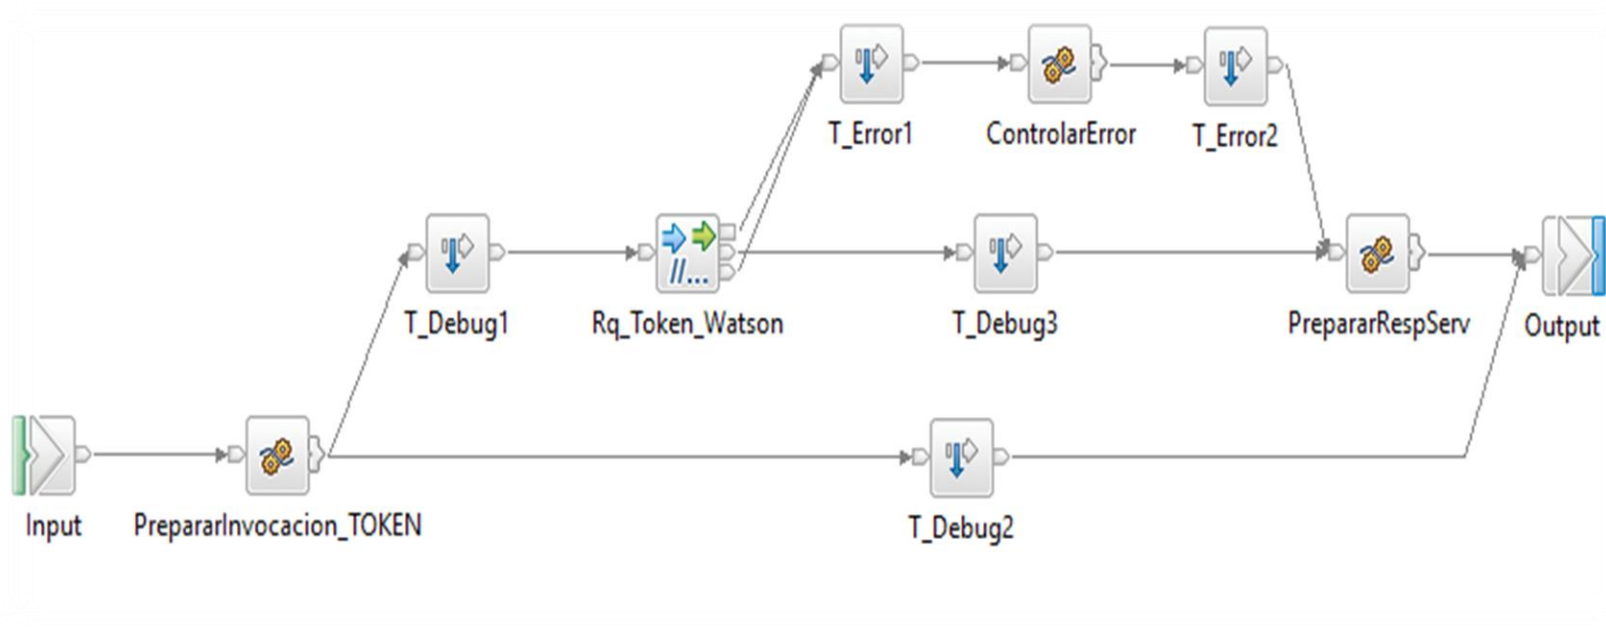 T_Error1
ControlarError
T_Error2
T_Debug1
//...
Rq_Token_Watson
T_Debug3
PrepararRespServ
Output
Input
PrepararInvocacion_TOKEN
T_Debug2